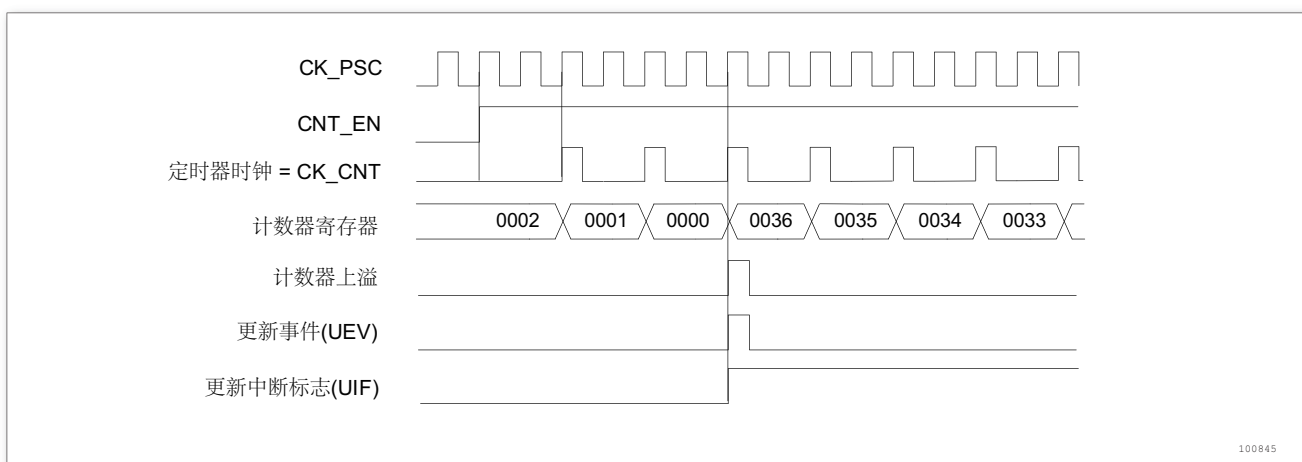 CK_PSC
CNT_EN
定时器时钟 = CK_CNT
计数器寄存器 0002 0001 0000 0036 0035 0034 0033
计数器上溢
更新事件(UEV)
更新中断标志(UIF)
100845